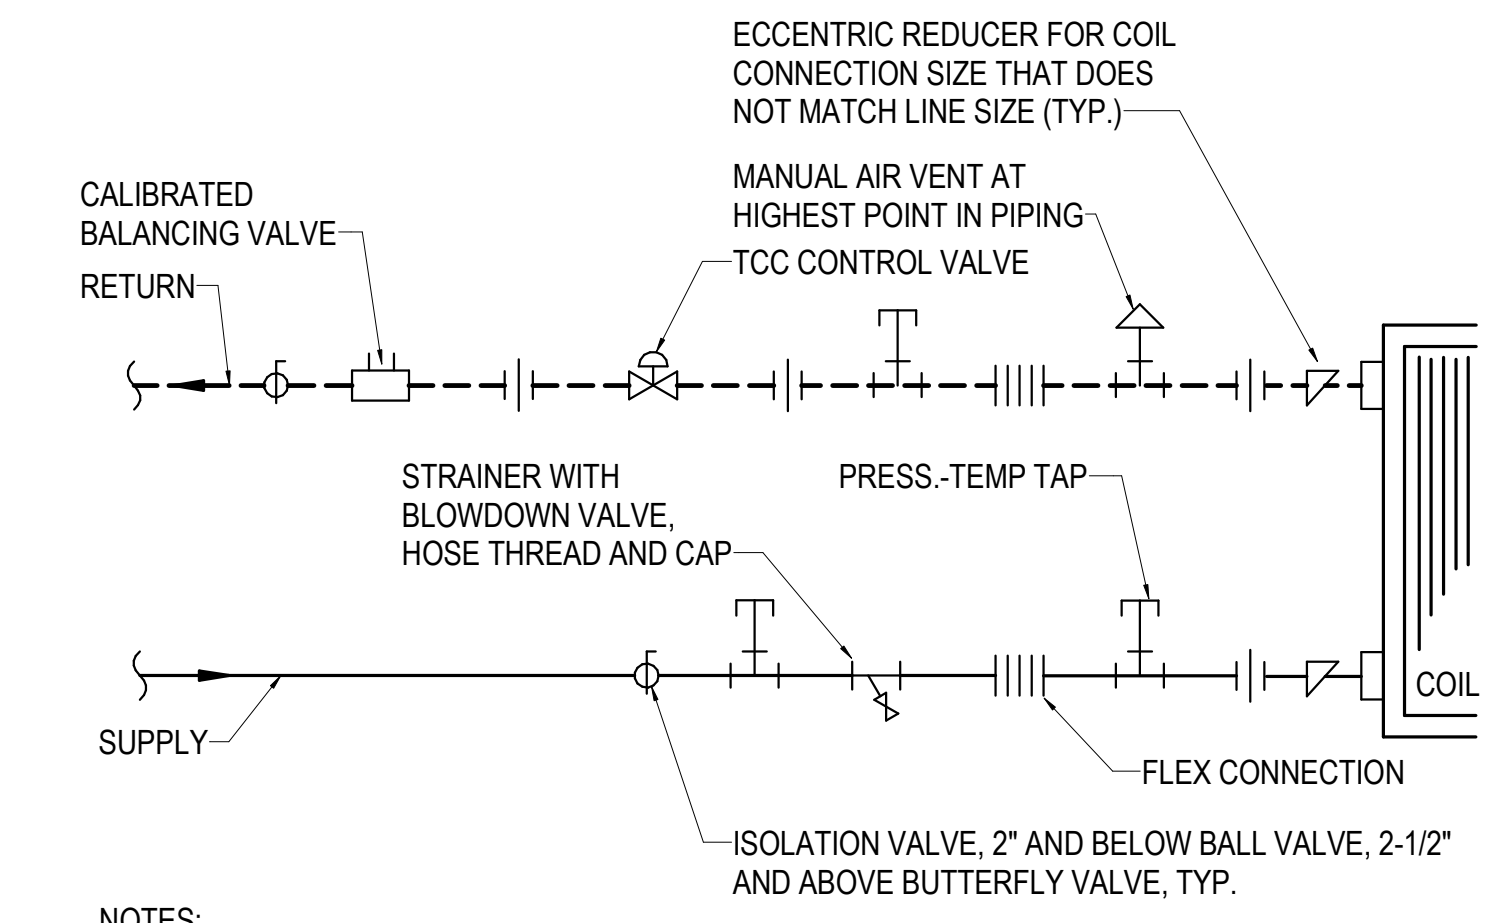 ECCENTRIC REDUCER FOR COIL
CONNECTION SIZE THAT DOES
NOT MATCH LINE SIZE (TYP.)
MANUAL AIR VENT AT
HIGHEST POINT IN PIPING
TCC CONTROL VALVE
CALIBRATED
BALANCING VALVE
RETURN
STRAINER WITH
BLOWDOWN VALVE,
HOSE THREAD AND CAP
PRESS.-TEMP TAP
COIL
SUPPLY
FLEX CONNECTION
ISOLATION VALVE, 2" AND BELOW BALL VALVE, 2-1/2"
AND ABOVE BUTTERFLY VALVE, TYP.
NOTES: